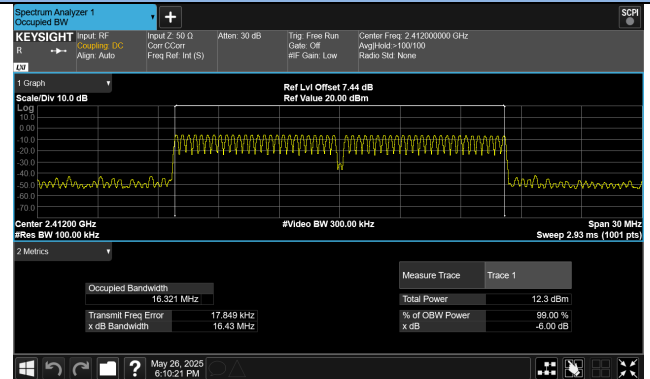 Spectrum Analyzer 1
Occupied BW
SCPI
KEYSIGHT
R
LXI
Input: RF
Coupling: DC
Align: Auto
Input Z: 50 Ω
Corr CCorr
Freq Ref: Int (S)
Atten: 30 dB
Trig: Free Run
Gate: Off
#IF Gain: Low
Center Freq: 2.412000000 GHz
Avg|Hold:>100/100
Radio Std: None
1 Graph
Scale/Div 10.0 dB
Ref Lvl Offset 7.44 dB
Ref Value 20.00 dBm
Log
10.0
0.00
-10.0
-20.0
-30.0
-40.0
-50.0
-60.0
-70.0
Center 2.41200 GHz
#Res BW 100.00 kHz
#Video BW 300.00 kHz
Span 30 MHz
Sweep 2.93 ms (1001 pts)
2 Metrics
Measure Trace Trace 1
Occupied Bandwidth
16.321 MHz
Total Power 12.3 dBm
Transmit Freq Error 17.849 kHz
x dB Bandwidth 16.43 MHz
% of OBW Power 99.00 %
x dB -6.00 dB
?
May 26, 2025
6:10:21 PM